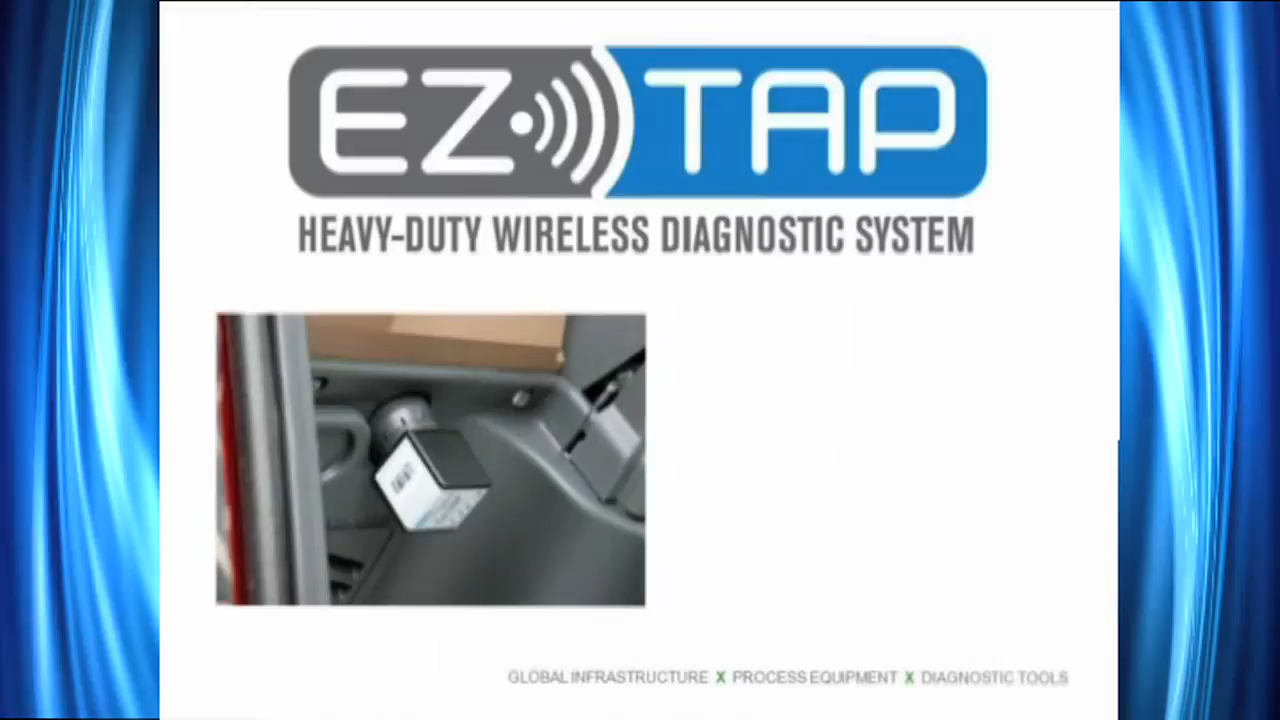 EZ TAP
HEAVY-DUTY WIRELESS DIAGNOSTIC SYSTEM
GLOBAL INFRASTRUCTURE X PROCESS EQUIPMENT X DIAGNOSTIC TOOLS